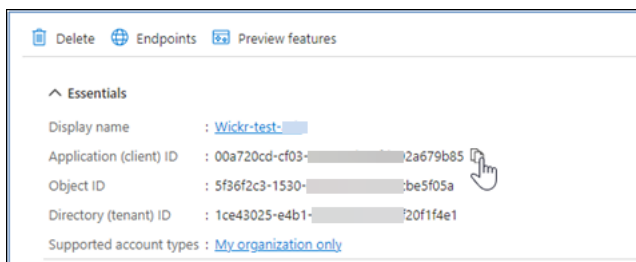 Delete Endpoints Preview features
Essentials
Display name : Wickr-test-
Application (client) ID : 00a720cd-cf03- 2a679b85
Object ID : 5f36f2c3-1530- be5f05a
Directory (tenant) ID : 1ce43025-e4b1- f20f1f4e1
Supported account types : My organization only